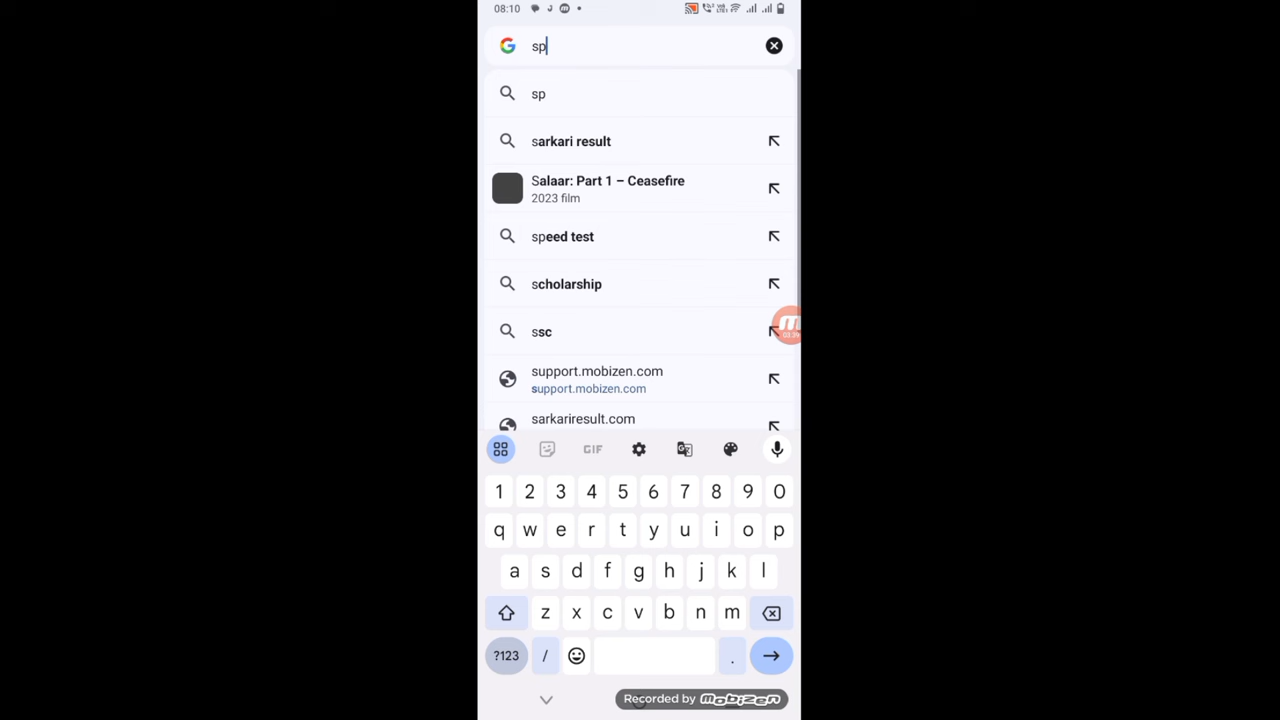 08:10
sp
sp
sarkari result
Salaar: Part 1 – Ceasefire
2023 film
speed test
scholarship
ssc
support.mobizen.com
support.mobizen.com
sarkariresult.com
GIF
1 2 3 4 5 6 7 8 9 0
q w e r t y u i o p
a s d f g h j k l
z x c v b n m
?123 / .
Recorded by mobizen